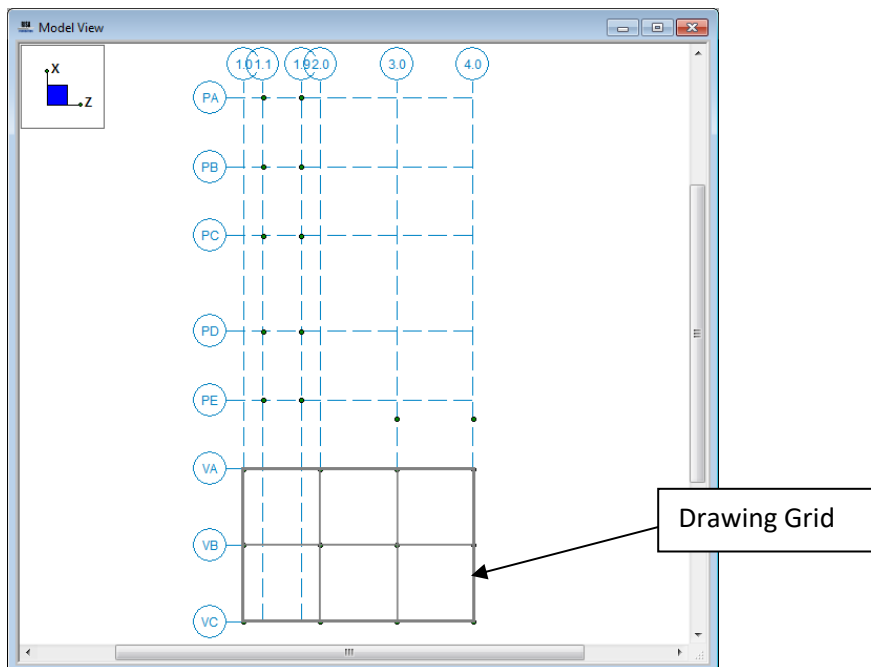 Model View
X
Z
1.0 1.1 1.9 2.0 3.0 4.0
PA
PB
PC
PD
PE
VA
Drawing Grid
VB
VC